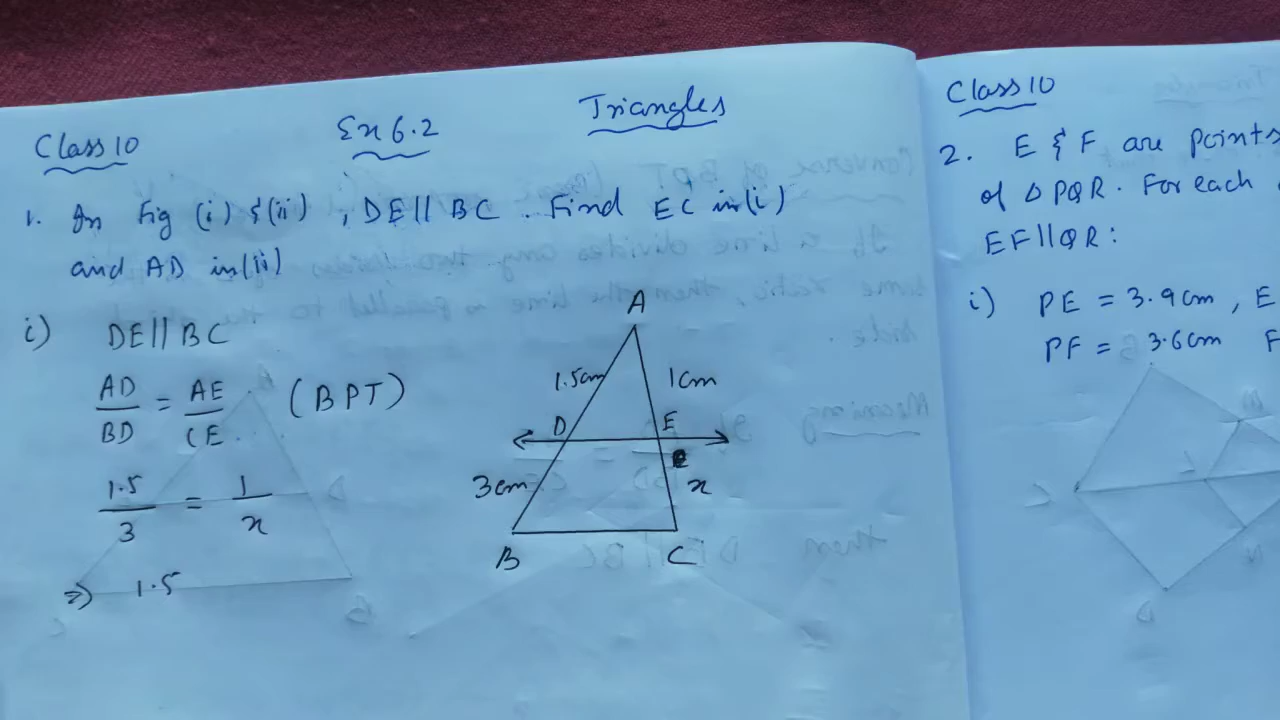 Class 10 Ex 6.2 Triangles
1. In Fig (i) & (ii), DE || BC. Find EC in (i)
and AD in (ii)
i) DE || BC
AD/BD = AE/CE (BPT)
1.5/3 = 1/x
⇒ 1.5
A
1.5cm 1cm
D E
3cm x
B C
Class 10
2. E & F are points
of △PQR. For each
EF || QR:
i) PE = 3.9cm, E
PF = 3.6cm F